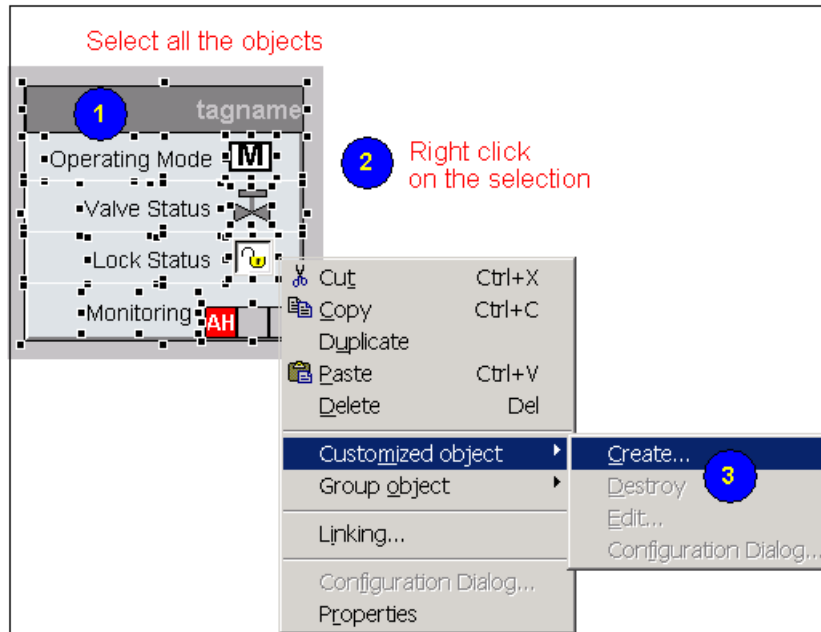 Select all the objects
1
tagname
Operating Mode M
2
Right click
on the selection
Valve Status
Lock Status
Monitoring AH
Cut Ctrl+X
Copy Ctrl+C
Duplicate
Paste Ctrl+V
Delete Del
Customized object
Create...
3
Group object
Destroy
Edit...
Linking...
Configuration Dialog...
Configuration Dialog...
Properties